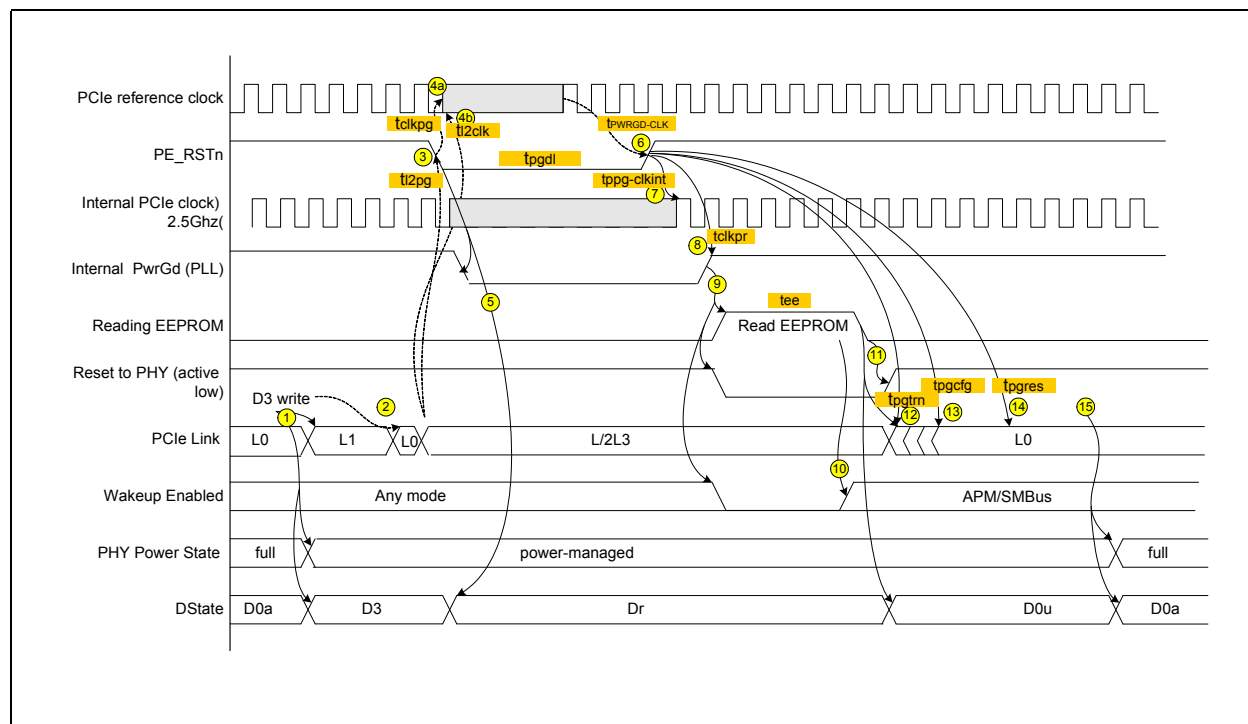 PCIe reference clock
4a
4b
tclkpg
tl2clk
tPWRGD-CLK
PE_RSTn
3
6
tpgdl
tl2pg
tppg-clkint
7
Internal PCIe clock)
2.5Ghz(
tclkpr
8
Internal PwrGd (PLL)
9
5
tee
Reading EEPROM
Read EEPROM
11
Reset to PHY (active
low)
tpgcfg
tpgres
D3 write
tpgtrn
1
2
12
13
14
15
PCIe Link
L0
L1
L0
L/2L3
L0
10
Wakeup Enabled
Any mode
APM/SMBus
PHY Power State
full
power-managed
full
DState
D0a
D3
Dr
D0u
D0a